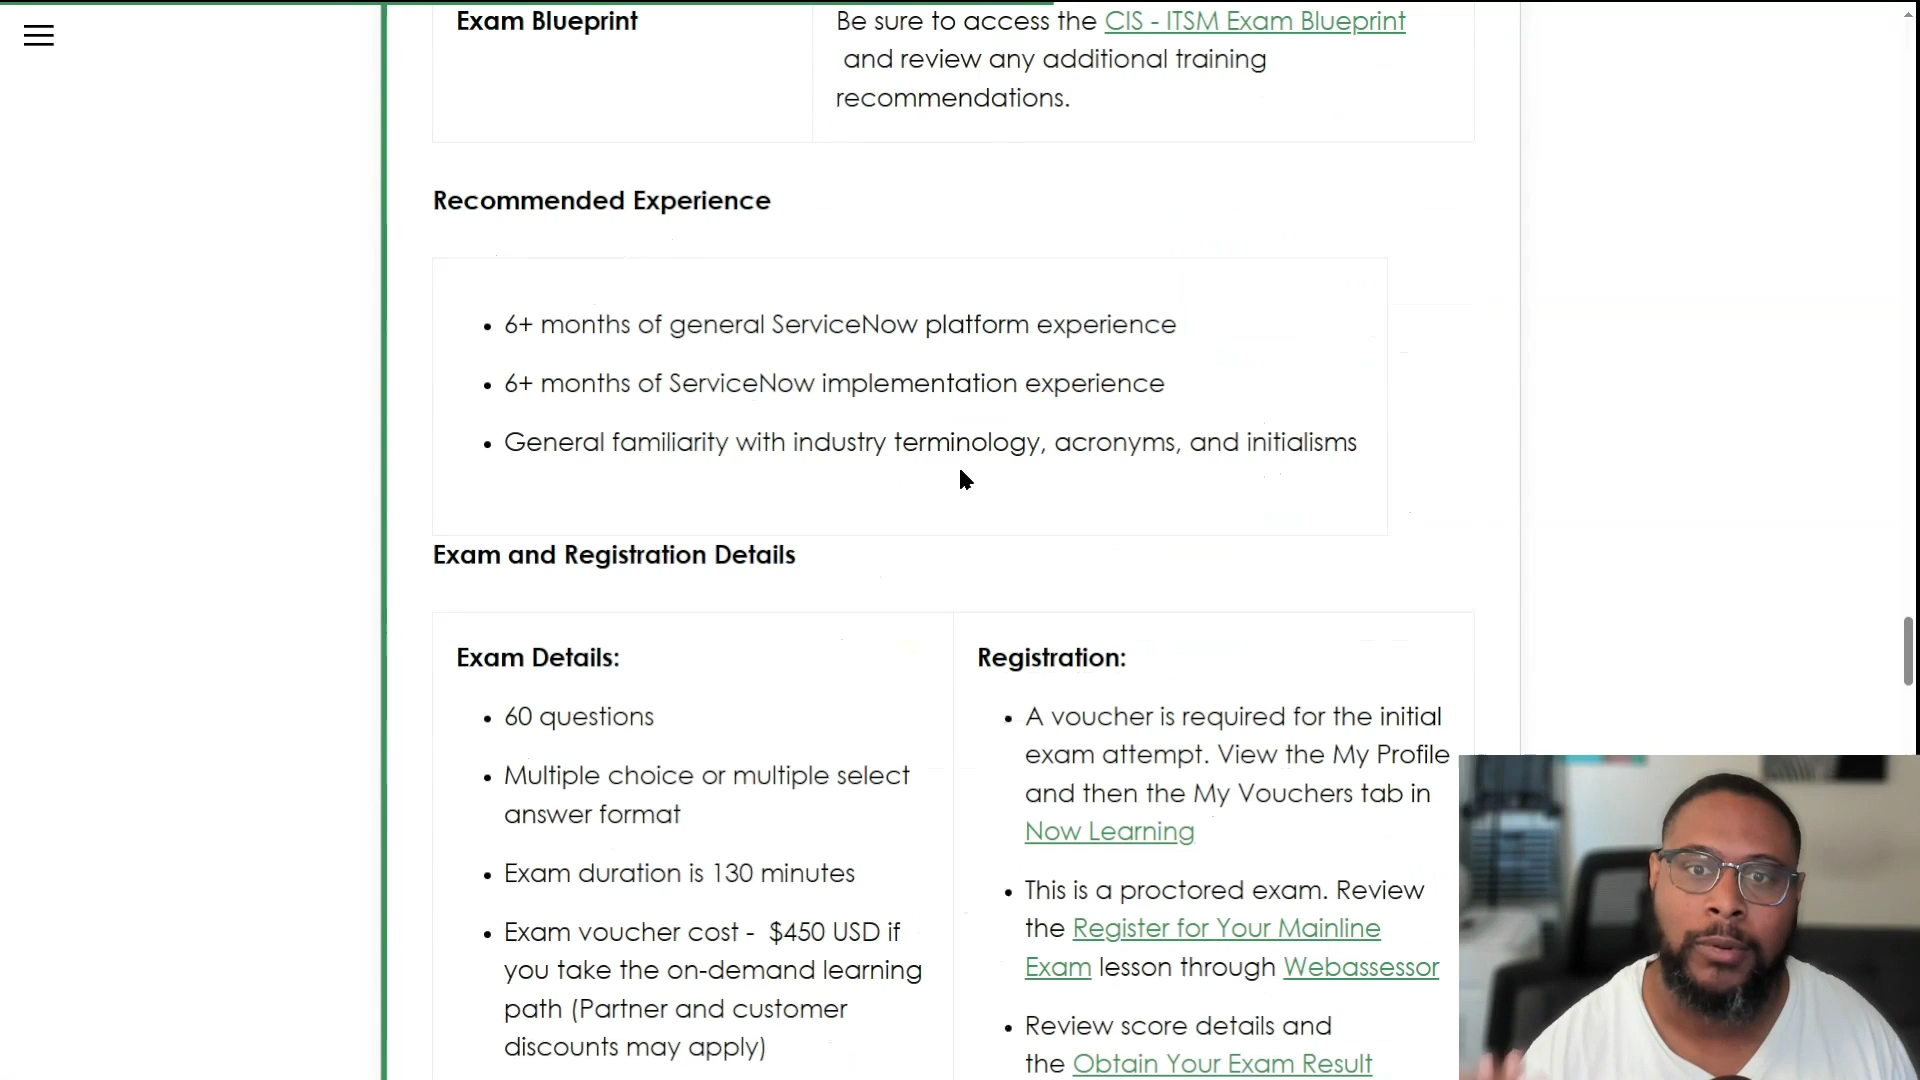 Exam Blueprint
Be sure to access the CIS - ITSM Exam Blueprint
and review any additional training
recommendations.
Recommended Experience
• 6+ months of general ServiceNow platform experience
• 6+ months of ServiceNow implementation experience
• General familiarity with industry terminology, acronyms, and initialisms
Exam and Registration Details
Exam Details:
• 60 questions
• Multiple choice or multiple select
answer format
• Exam duration is 130 minutes
• Exam voucher cost - $450 USD if
you take the on-demand learning
path (Partner and customer
discounts may apply)
Registration:
• A voucher is required for the initial
exam attempt. View the My Profile
and then the My Vouchers tab in
Now Learning
• This is a proctored exam. Review
the Register for Your Mainline
Exam lesson through Webassessor
• Review score details and
the Obtain Your Exam Result